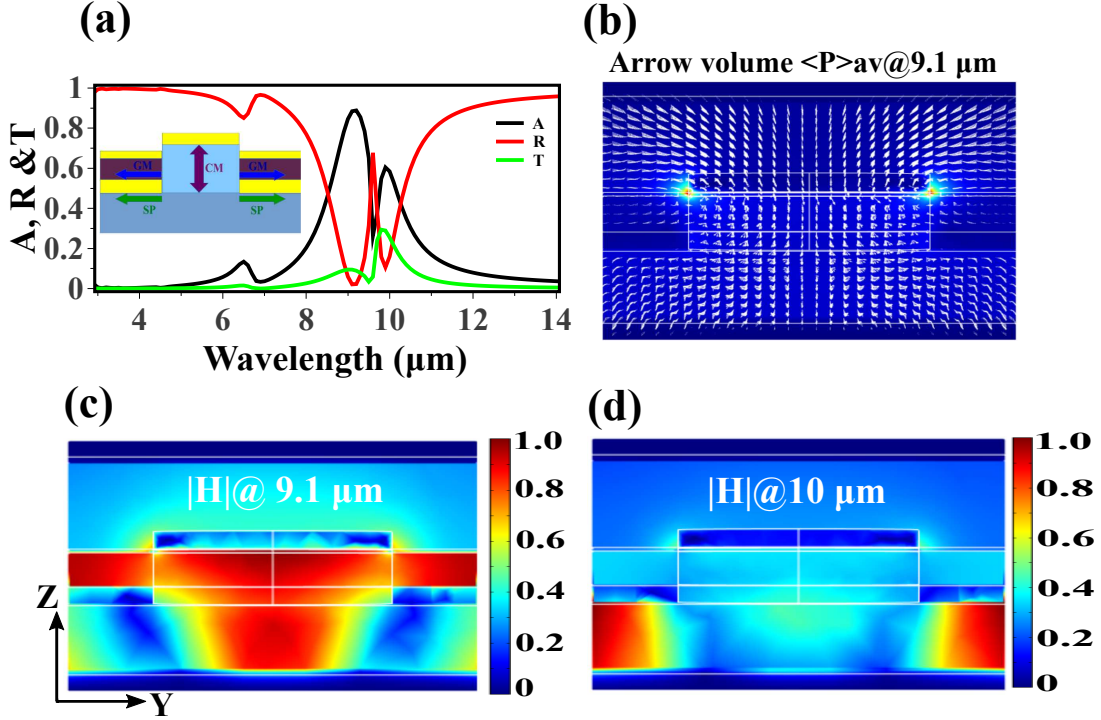 (a)
A, R &T
1
0.8
0.6
0.4
0.2
0
4
6
8
10
12
14
Wavelength (μm)
A
R
T
GM
CM
GM
SP
SP
(b)
Arrow volume <P>av@9.1 μm
(c)
|H|@ 9.1 μm
1.0
0.8
0.6
0.4
0.2
0
Z
Y
(d)
|H|@10 μm
1.0
0.8
0.6
0.4
0.2
0